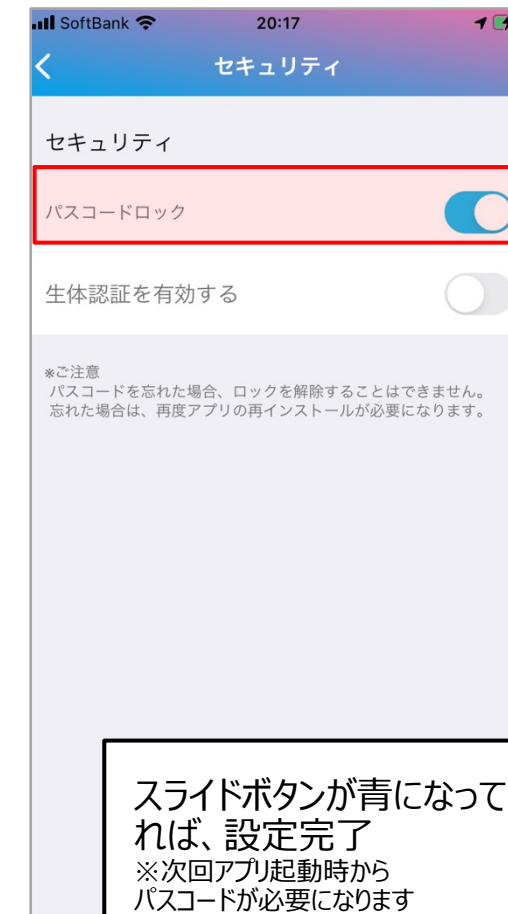 SoftBank 20:17
セキュリティ
セキュリティ
パスコードロック
生体認証を有効する
※ご注意
パスコードを忘れた場合、ロックを解除することはできません。
忘れた場合は、再度アプリの再インストールが必要になります。
スライドボタンが青になって
れば、設定完了
※次回アプリ起動時から
パスコードが必要になります